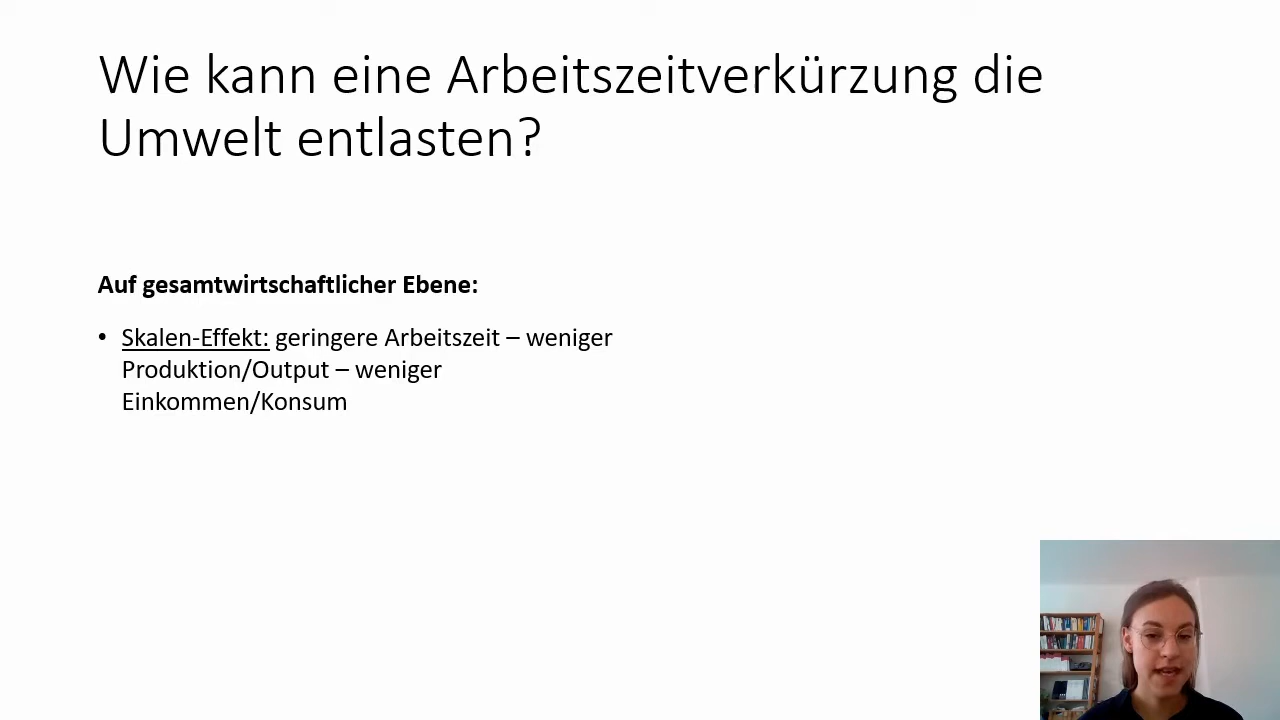 Wie kann eine Arbeitszeitverkürzung die
Umwelt entlasten?
Auf gesamtwirtschaftlicher Ebene:
• Skalen-Effekt: geringere Arbeitszeit – weniger
Produktion/Output – weniger
Einkommen/Konsum